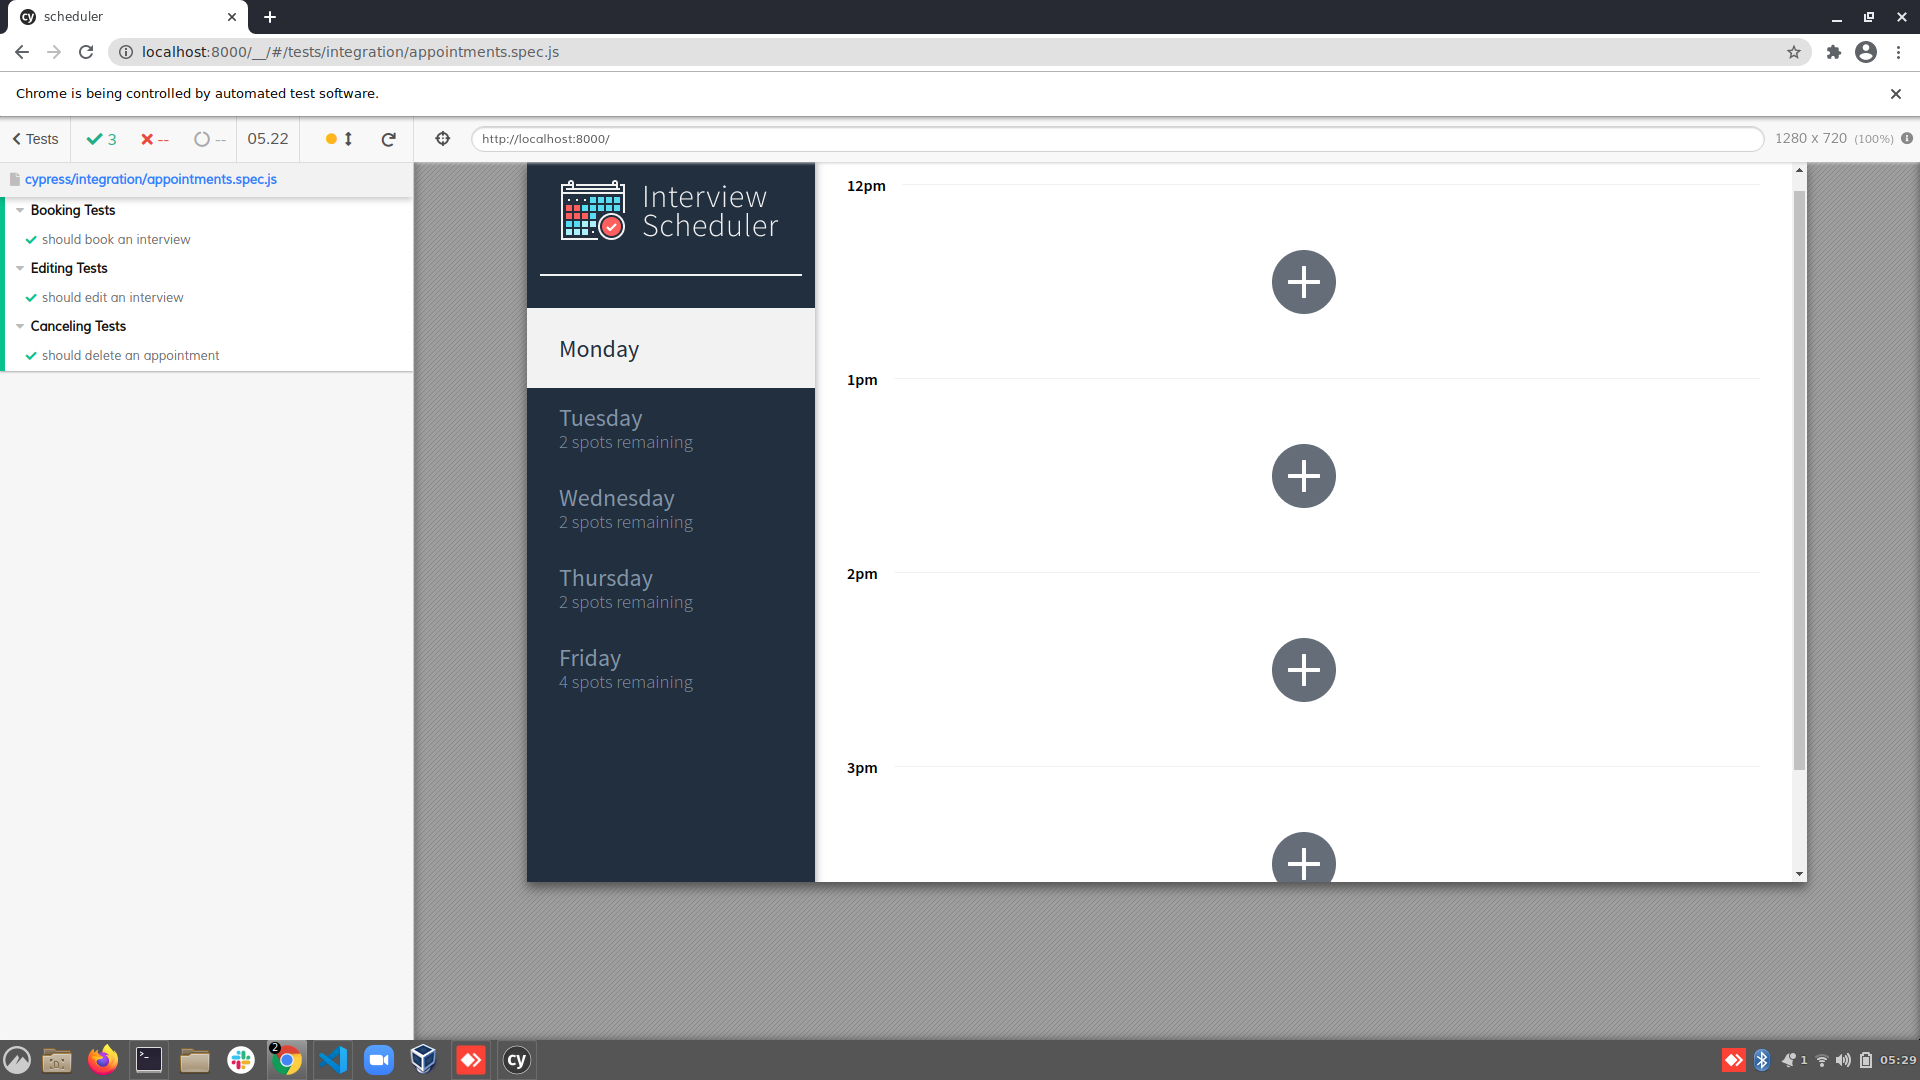 scheduler
localhost:8000/__/#/tests/integration/appointments.spec.js
Chrome is being controlled by automated test software.
Tests
3
--
--
05.22
http://localhost:8000/
1280 x 720 (100%)
cypress/integration/appointments.spec.js
Booking Tests
should book an interview
Editing Tests
should edit an interview
Canceling Tests
should delete an appointment
Interview
Scheduler
Monday
Tuesday
2 spots remaining
Wednesday
2 spots remaining
Thursday
2 spots remaining
Friday
4 spots remaining
12pm
1pm
2pm
3pm
2
cy
1
05:29